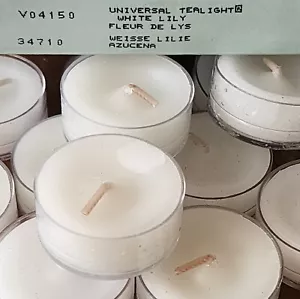 V04150
UNIVERSAL TEALIGHT®
WHITE LILY
FLEUR DE LYS
34710
WEISSE LILIE
AZUCENA